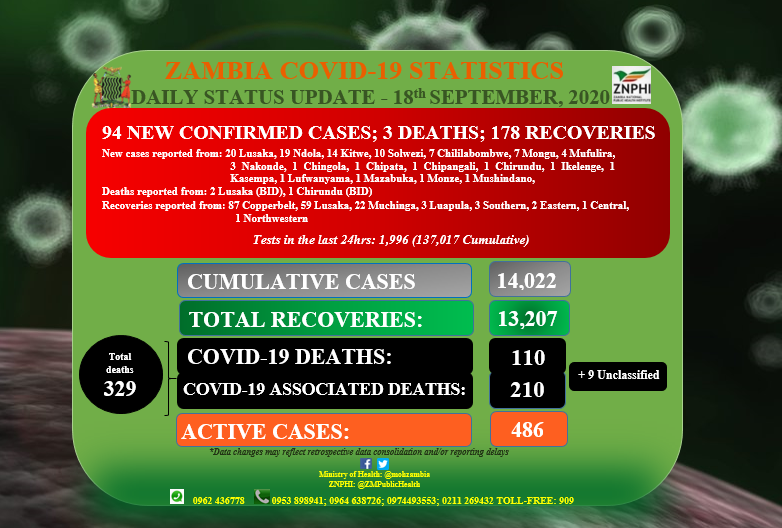 ZAMBIA COVID-19 STATISTICS
DAILY STATUS UPDATE - 18th SEPTEMBER, 2020
ZNPHI
ZAMBIA NATIONAL
PUBLIC HEALTH INSTITUTE
94 NEW CONFIRMED CASES; 3 DEATHS; 178 RECOVERIES
New cases reported from: 20 Lusaka, 19 Ndola, 14 Kitwe, 10 Solwezi, 7 Chililabombwe, 7 Mongu, 4 Mufulira,
3 Nakonde, 1 Chingola, 1 Chipata, 1 Chipangali, 1 Chirundu, 1 Ikelenge, 1
Kasempa, 1 Lufwanyama, 1 Mazabuka, 1 Monze, 1 Mushindano,
Deaths reported from: 2 Lusaka (BID), 1 Chirundu (BID)
Recoveries reported from: 87 Copperbelt, 59 Lusaka, 22 Muchinga, 3 Luapula, 3 Southern, 2 Eastern, 1 Central,
1 Northwestern
Tests in the last 24hrs: 1,996 (137,017 Cumulative)
CUMULATIVE CASES 14,022
TOTAL RECOVERIES: 13,207
Total
deaths
329
COVID-19 DEATHS: 110
COVID-19 ASSOCIATED DEATHS: 210
+ 9 Unclassified
ACTIVE CASES: 486
*Data changes may reflect retrospective data consolidation and/or reporting delays
Ministry of Health: @mohzambia
ZNPHI: @ZMPublicHealth
0962 436778 0953 898941; 0964 638726; 0974493553; 0211 269432 TOLL-FREE: 909